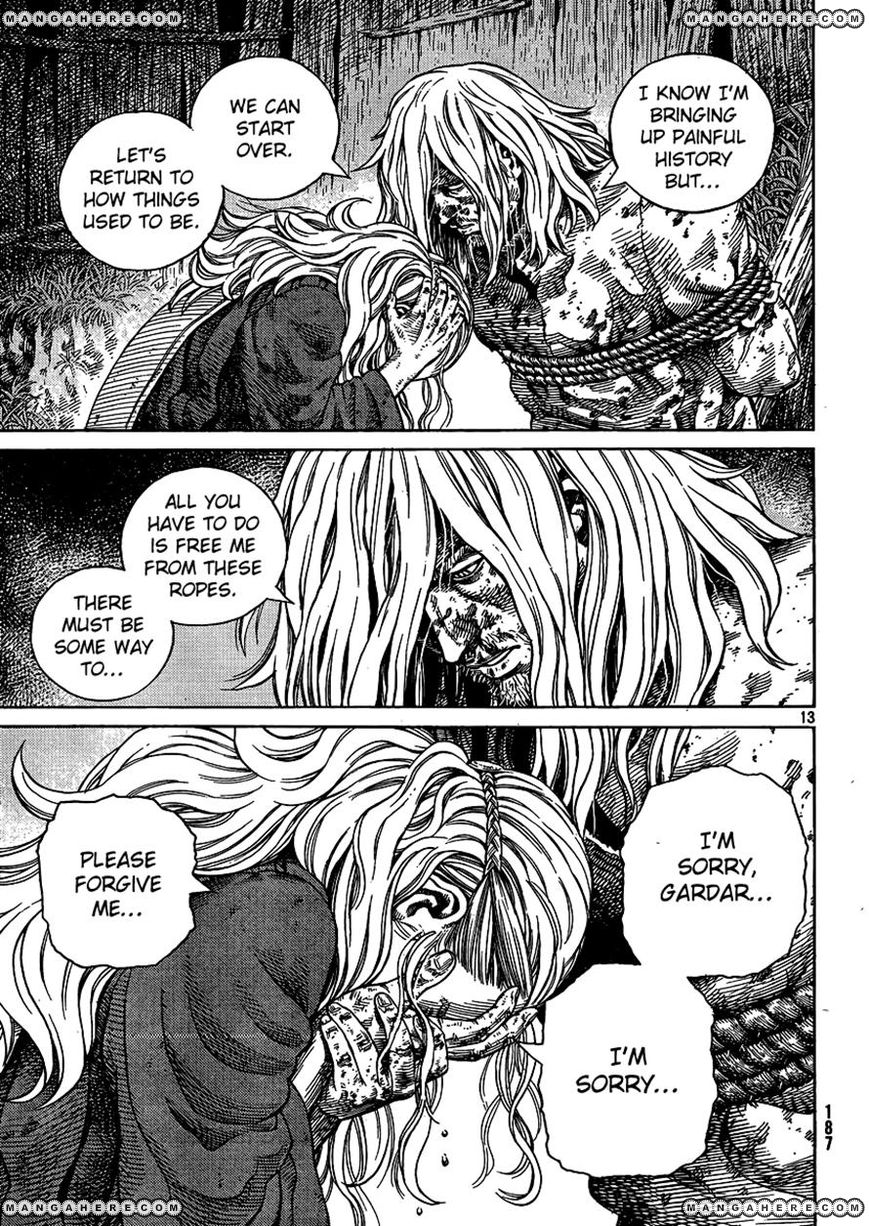 MANGAHERE.COM
MANGAHERE.COM
I KNOW I'M
BRINGING
UP PAINFUL
HISTORY
BUT...
WE CAN
START
OVER.
LET'S
RETURN TO
HOW THINGS
USED TO BE.
ALL YOU
HAVE TO DO
IS FREE ME
FROM THESE
ROPES.
THERE
MUST BE
SOME WAY
TO...
13
I'M
SORRY,
GARDAR...
PLEASE
FORGIVE
ME...
I'M
SORRY...
187
MANGAHERE.COM
MANGAHERE.COM